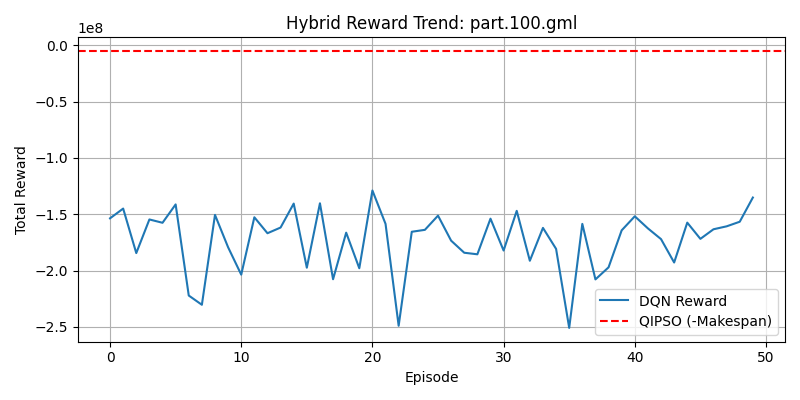 Hybrid Reward Trend: part.100.gml
1e8
0.0
−0.5
−1.0
−1.5
−2.0
−2.5
Total Reward
0 10 20 30 40 50
Episode
DQN Reward
QIPSO (-Makespan)